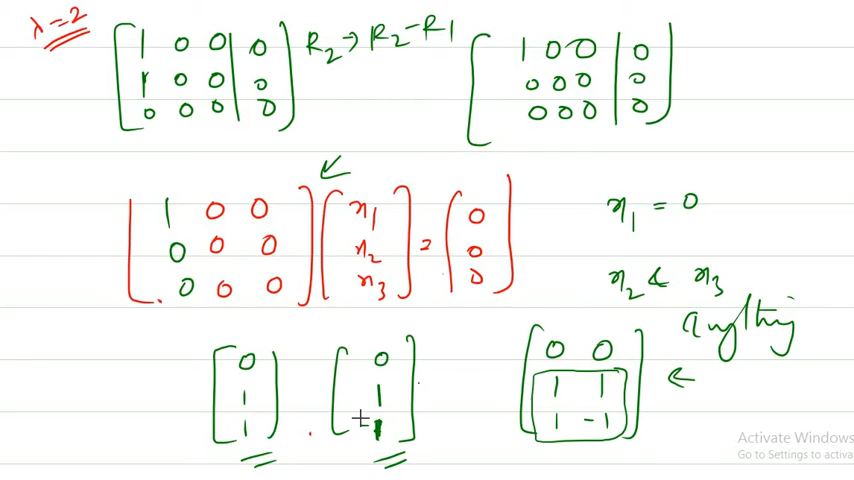 λ = 2
[1 0 0 | 0] R₂ → R₂ - R1 [1 0 0 | 0]
[1 0 0 | 0] [0 0 0 | 0]
[0 0 0 | 0] [0 0 0 | 0]
[1 0 0] [x₁] = [0] x₁ = 0
[0 0 0] [x₂] [0]
[0 0 0] [x₃] [0] x₂ & x₃
anything
[0] [0] [0 0]
[1] [1] [1 1] ←
[1] . [1] [1 -1]
Activate Windows
Go to Settings to activa